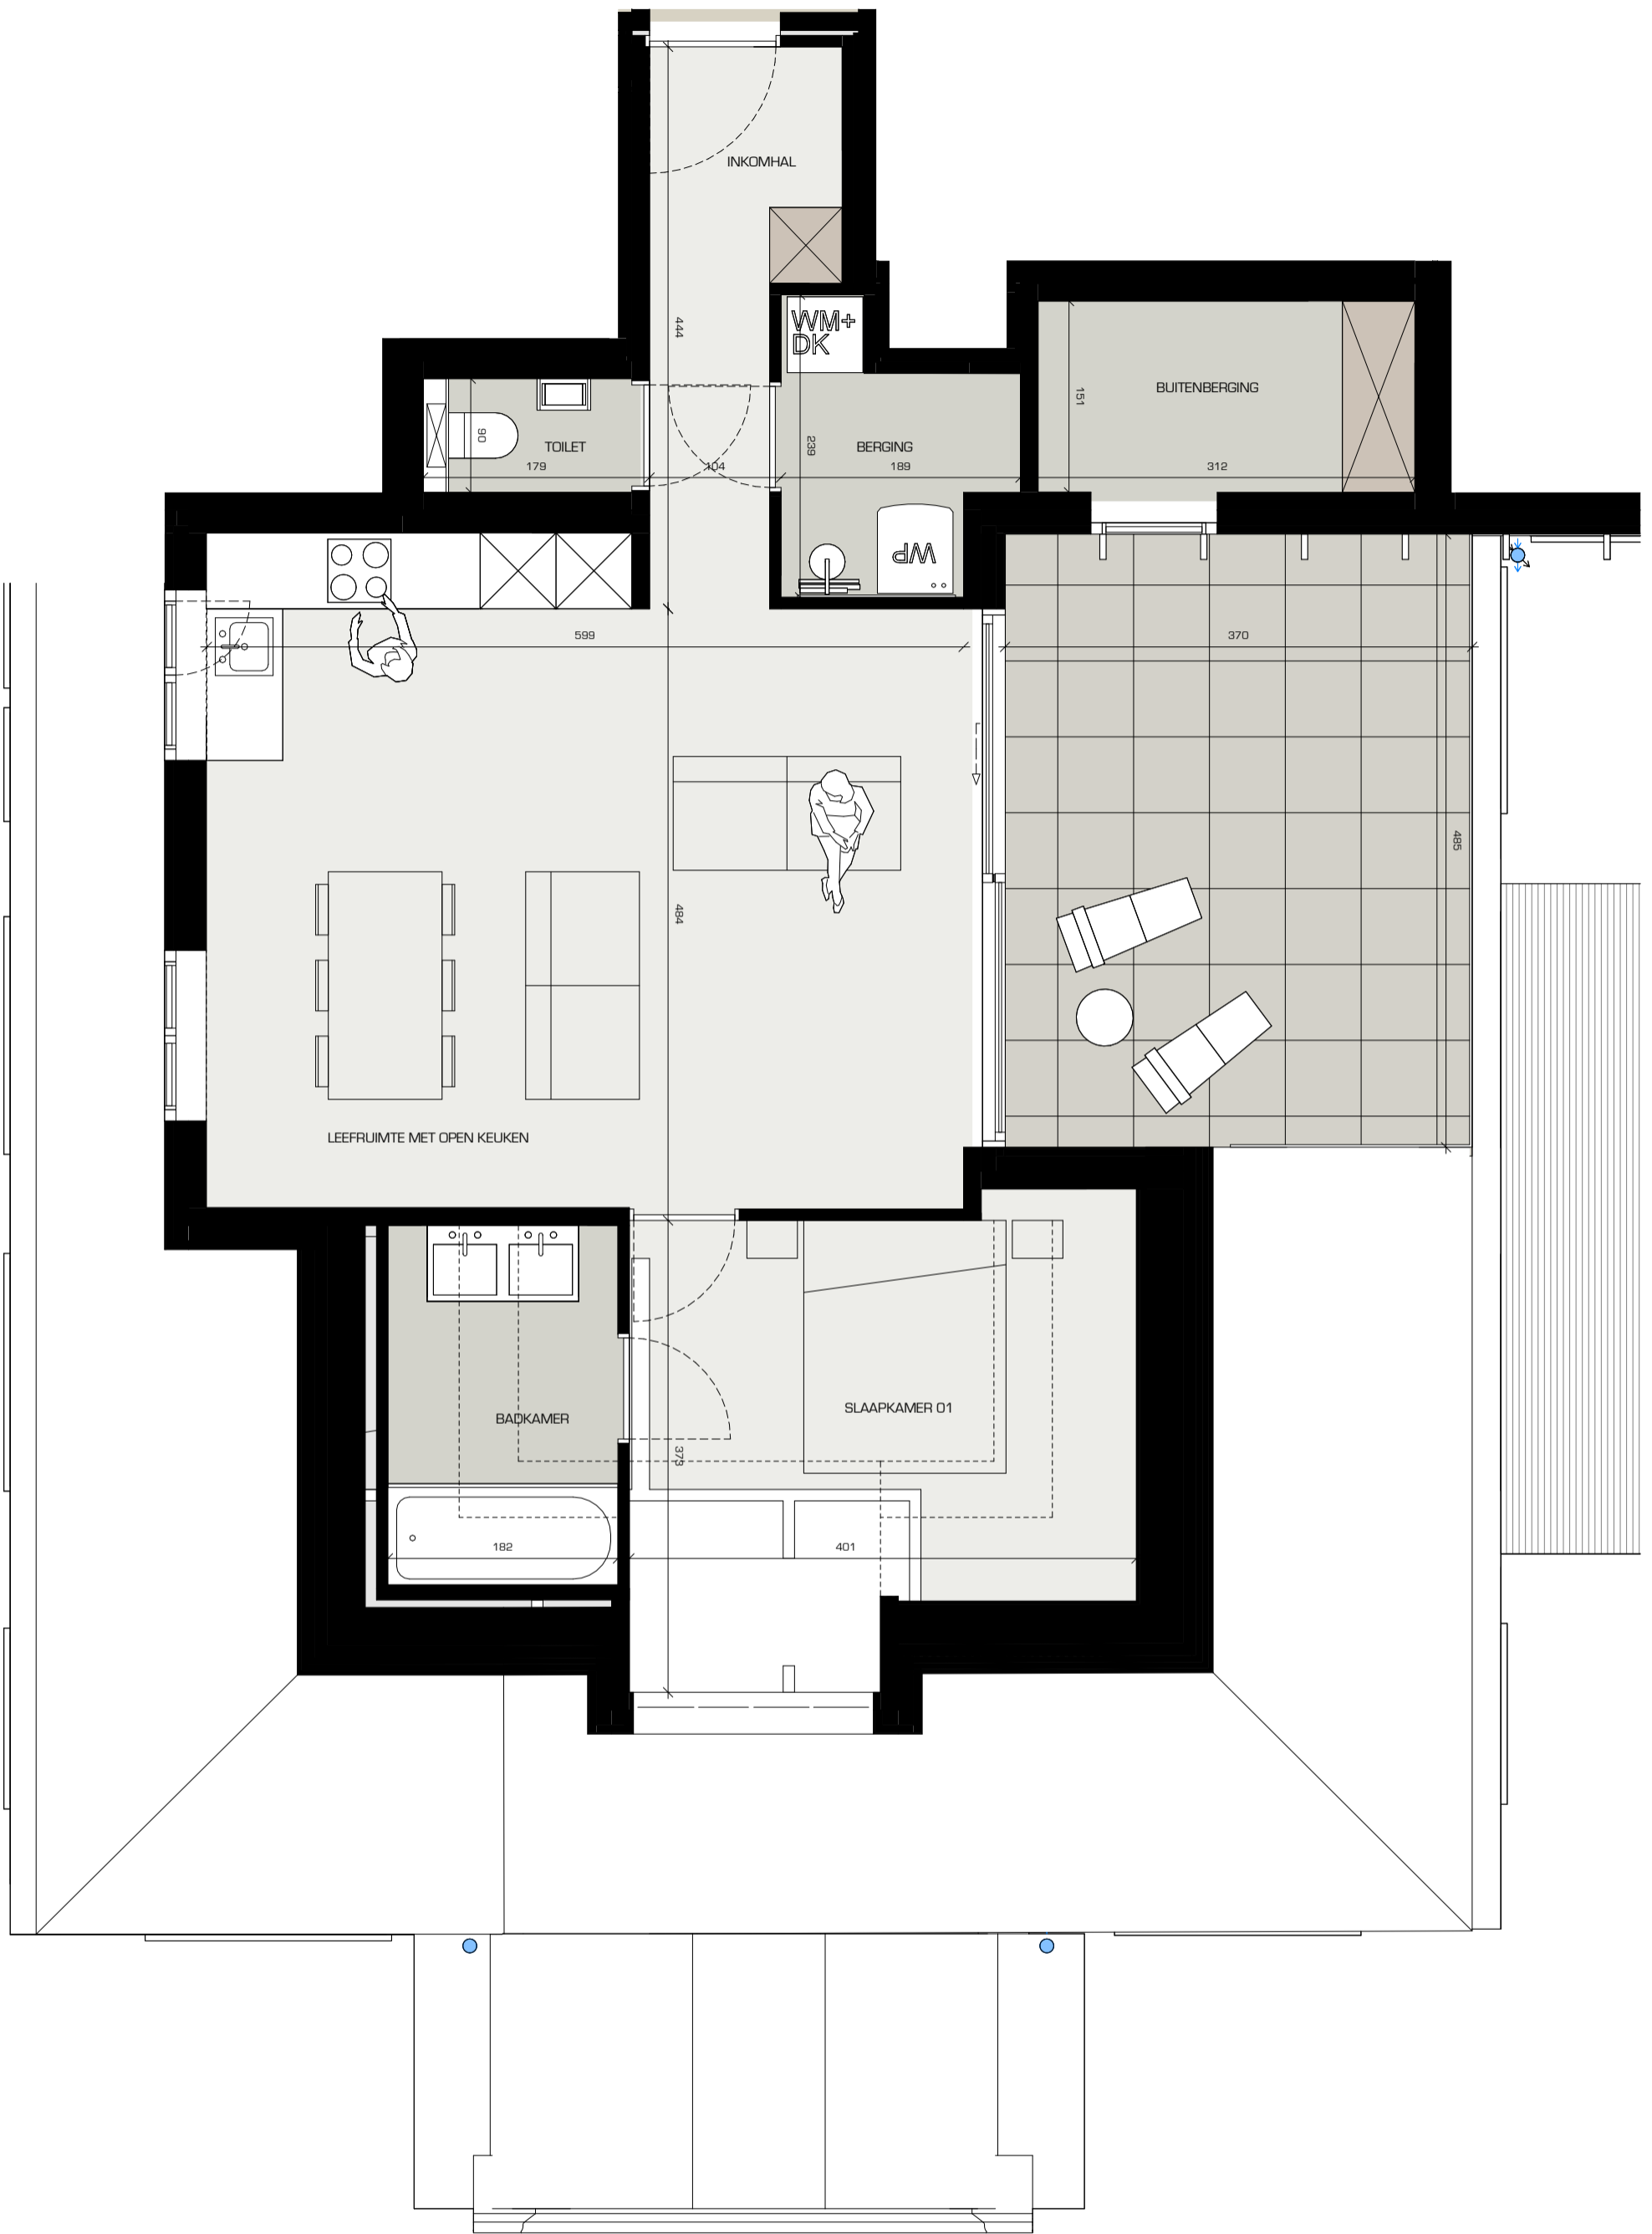 INKOMHAL
444
WM+
DK
BUITENBERGING
151
TOILET
90
179
104
239
BERGING
189
312
WP
599
370
485
484
LEEFRUIMTE MET OPEN KEUKEN
BADKAMER
SLAAPKAMER 01
373
182
401